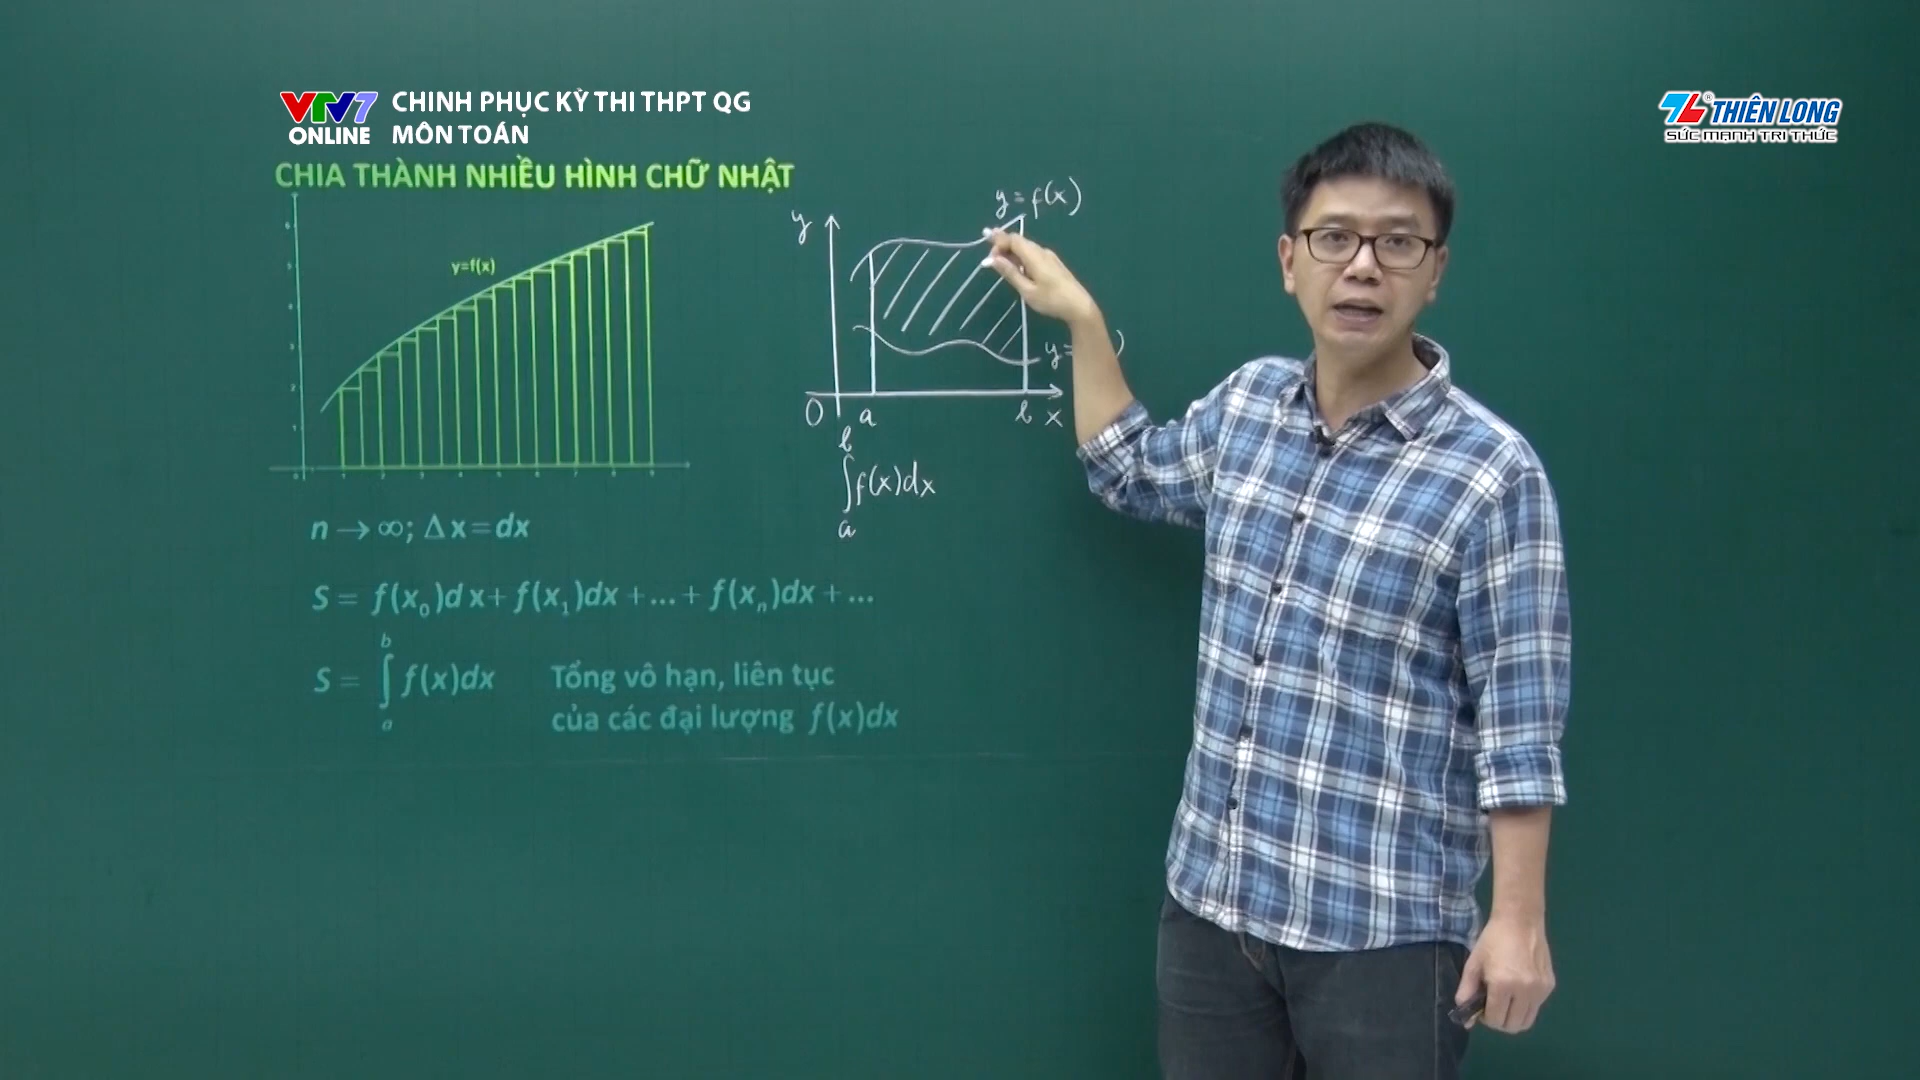 VTV7
ONLINE
CHINH PHỤC KỲ THI THPT QG
MÔN TOÁN
THIÊN LONG
SỨC MẠNH TRI THỨC
CHIA THÀNH NHIỀU HÌNH CHỮ NHẬT
y=f(x)
n → ∞; Δx = dx
S = f(x₀)dx + f(x₁)dx + ... + f(xₙ)dx + ...
b
S = ∫ f(x)dx
a
Tổng vô hạn, liên tục
của các đại lượng f(x)dx
y
y = f(x)
y =
O a b x
b
∫ f(x)dx
a